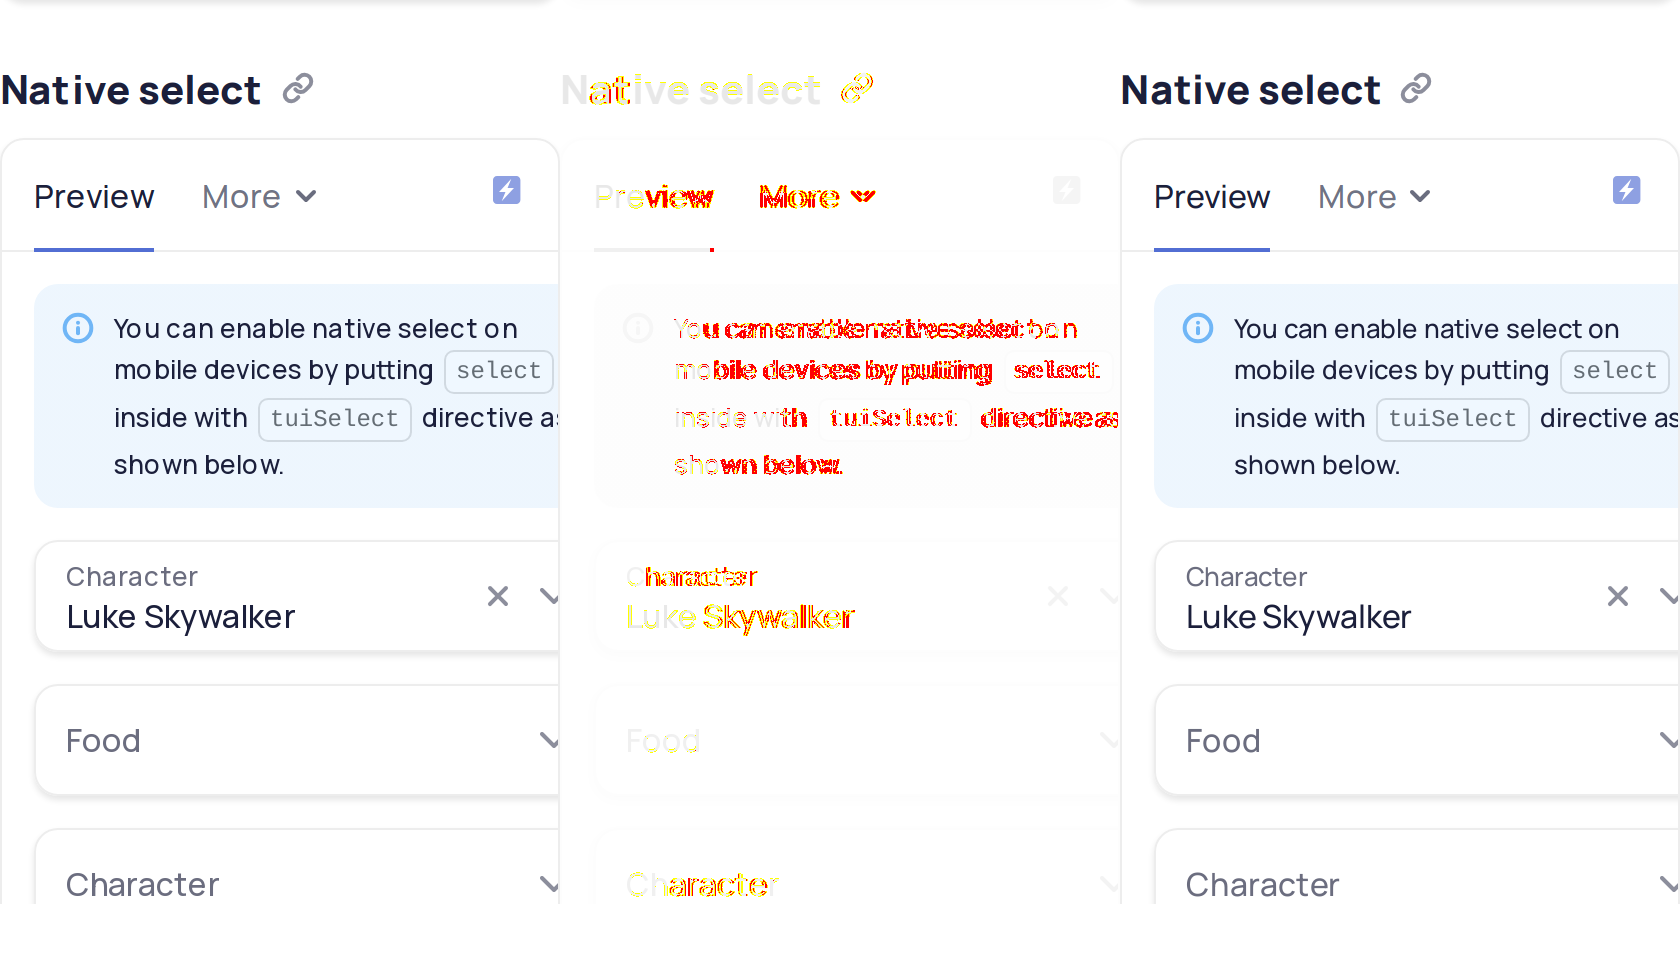 Native select
Preview More
You can enable native select on
mobile devices by putting select
inside with tuiSelect directive as
shown below.
Character
Luke Skywalker
Food
Character
Native select
Preview More
You can enable native select on
mobile devices by putting select
inside with tuiSelect directive as
shown below.
Character
Luke Skywalker
Food
Character
Native select
Preview More
You can enable native select on
mobile devices by putting select
inside with tuiSelect directive as
shown below.
Character
Luke Skywalker
Food
Character